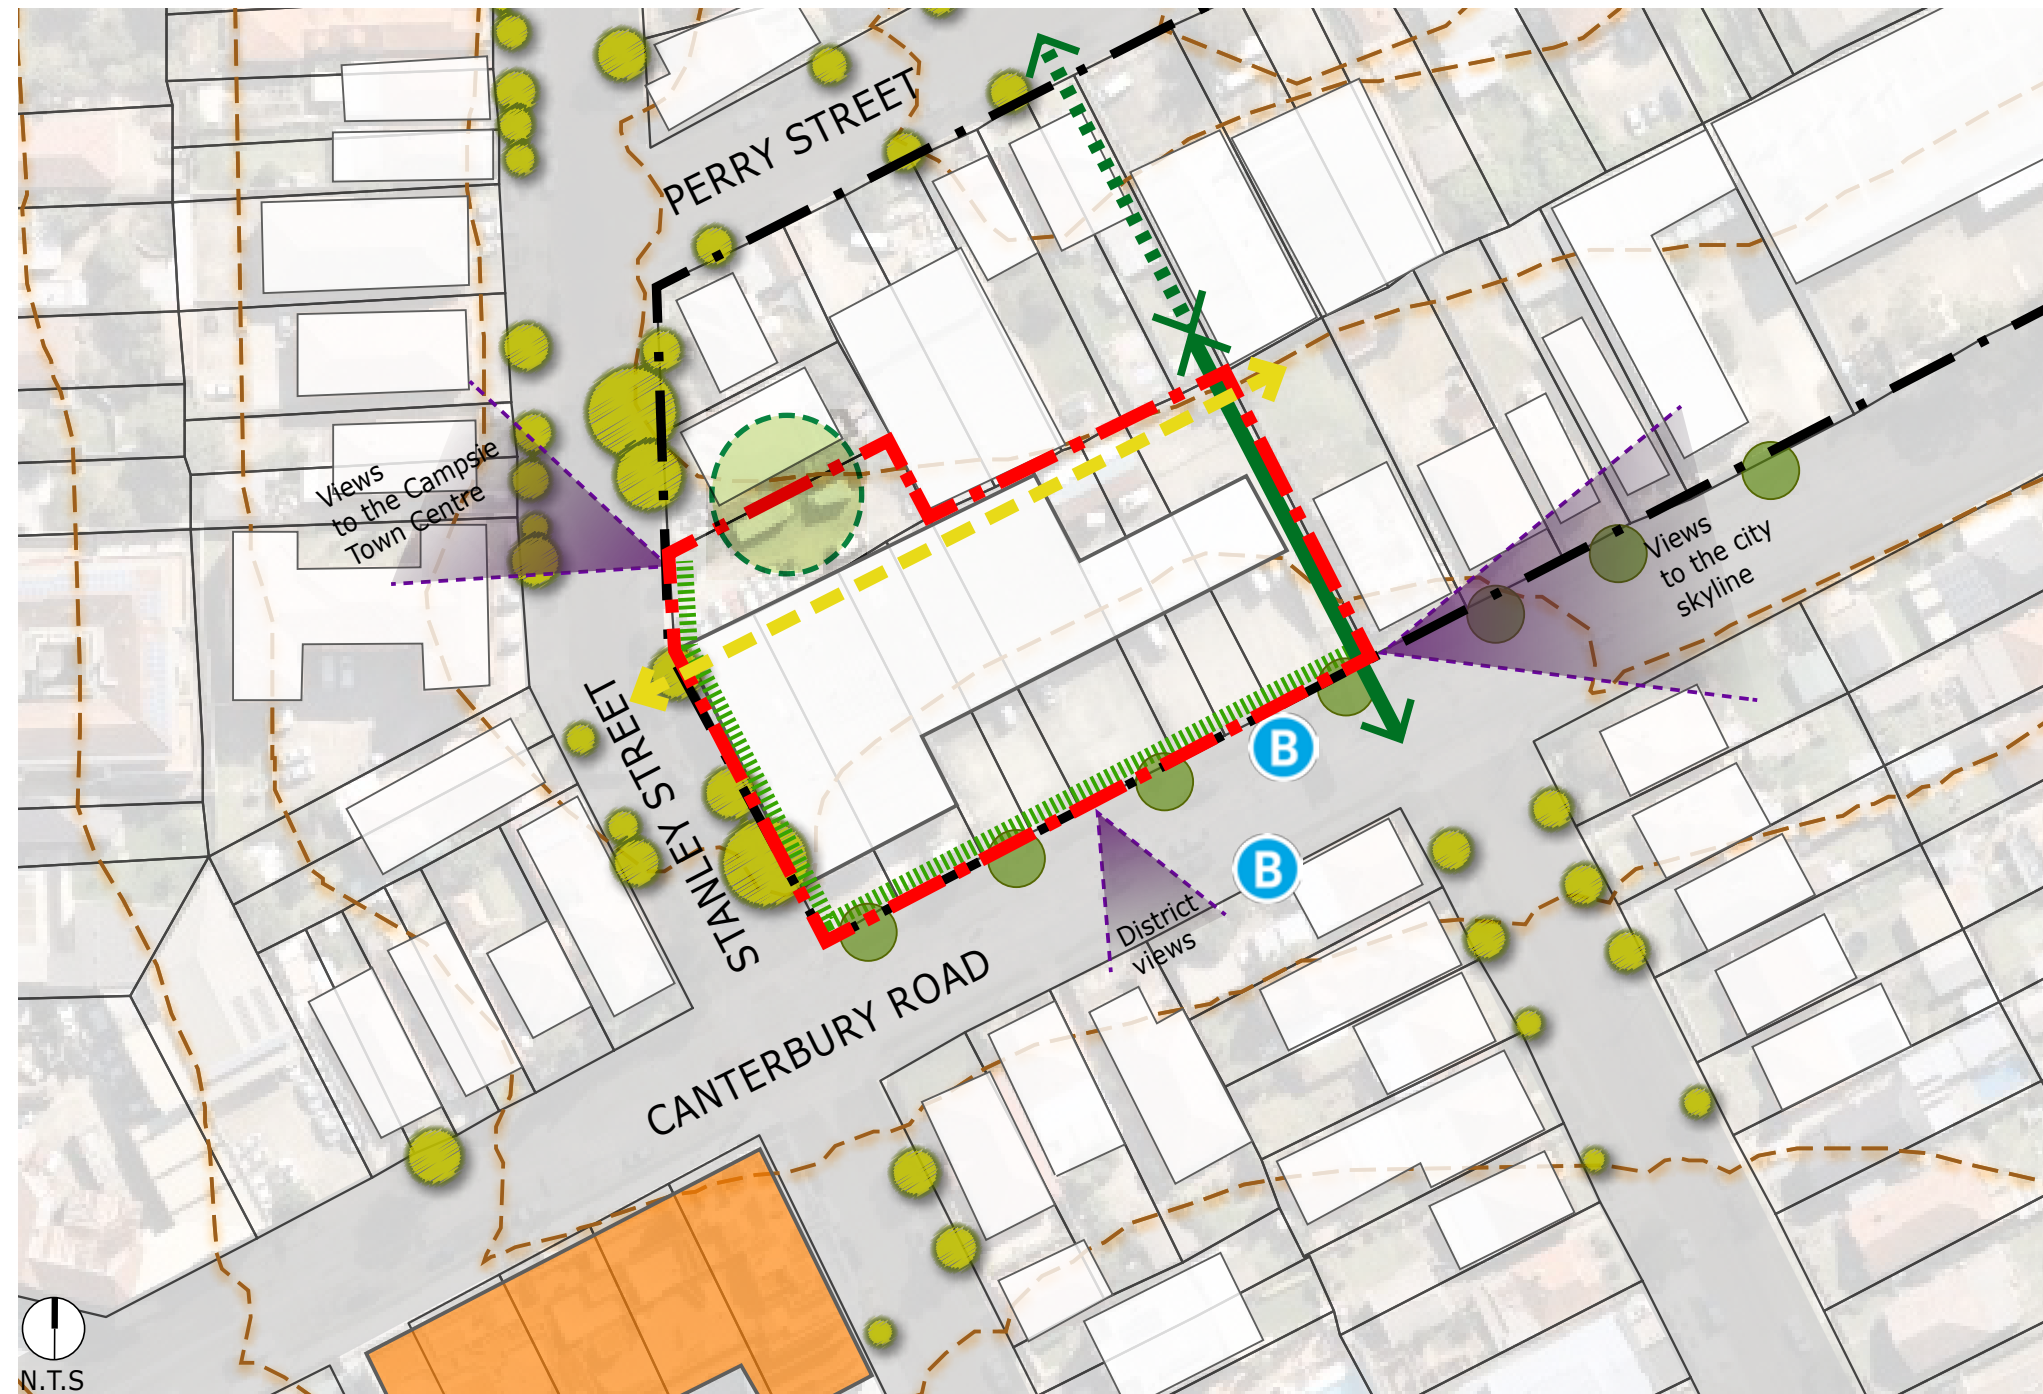 PERRY STREET
Views
to the Campsie
Town Centre
Views
to the city
skyline
STANLEY STREET
B
B
District
views
CANTERBURY ROAD
N.T.S